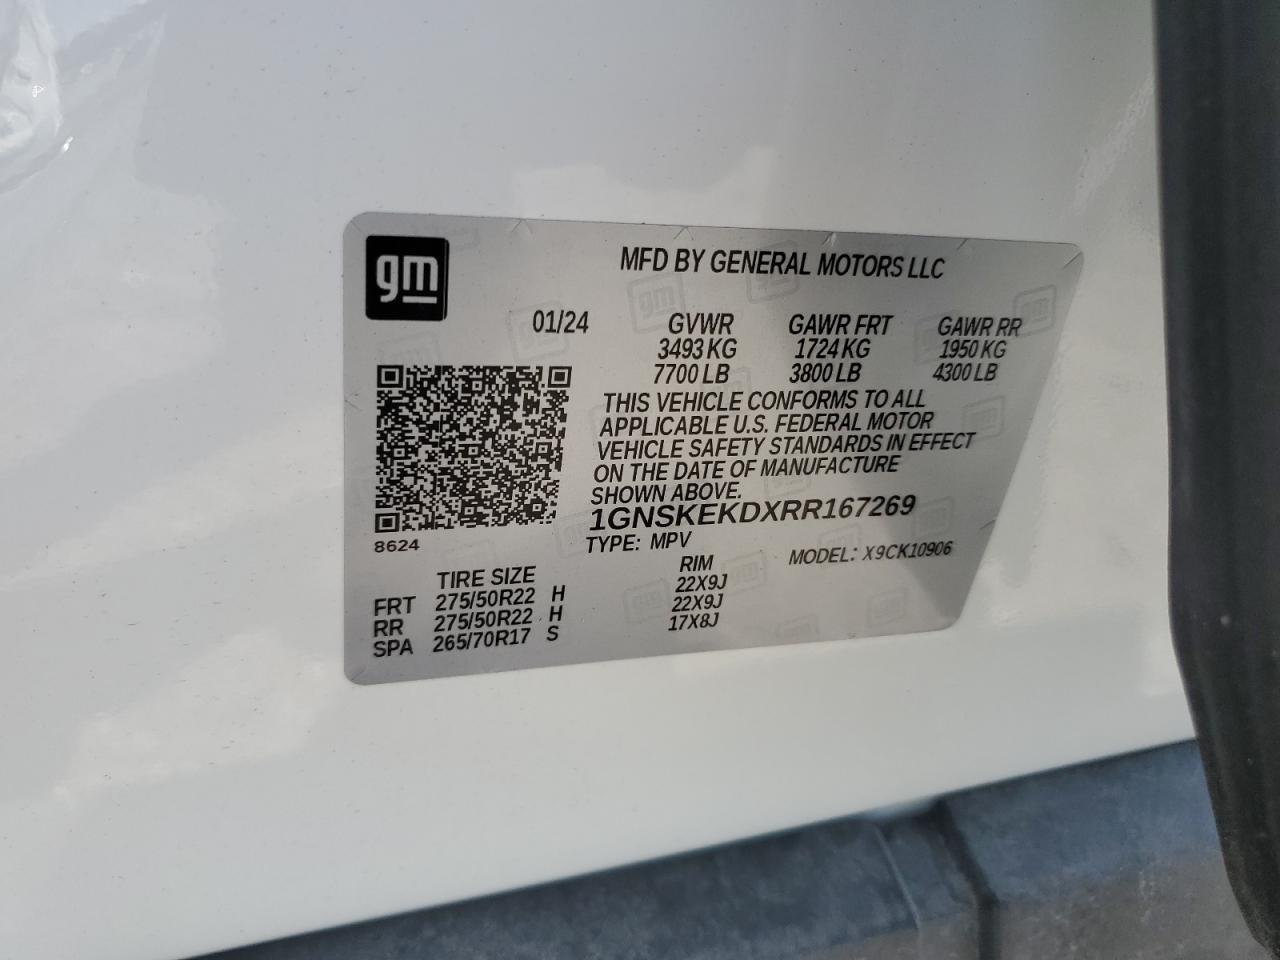 gm
MFD BY GENERAL MOTORS LLC
01/24 GVWR GAWR FRT GAWR RR
3493 KG 1724 KG 1950 KG
7700 LB 3800 LB 4300 LB
THIS VEHICLE CONFORMS TO ALL
APPLICABLE U.S. FEDERAL MOTOR
VEHICLE SAFETY STANDARDS IN EFFECT
ON THE DATE OF MANUFACTURE
SHOWN ABOVE.
1GNSKEKDXRR167269
8624
TYPE: MPV MODEL: X9CK10906
TIRE SIZE RIM
FRT 275/50R22 H 22X9J
RR 275/50R22 H 22X9J
SPA 265/70R17 S 17X8J